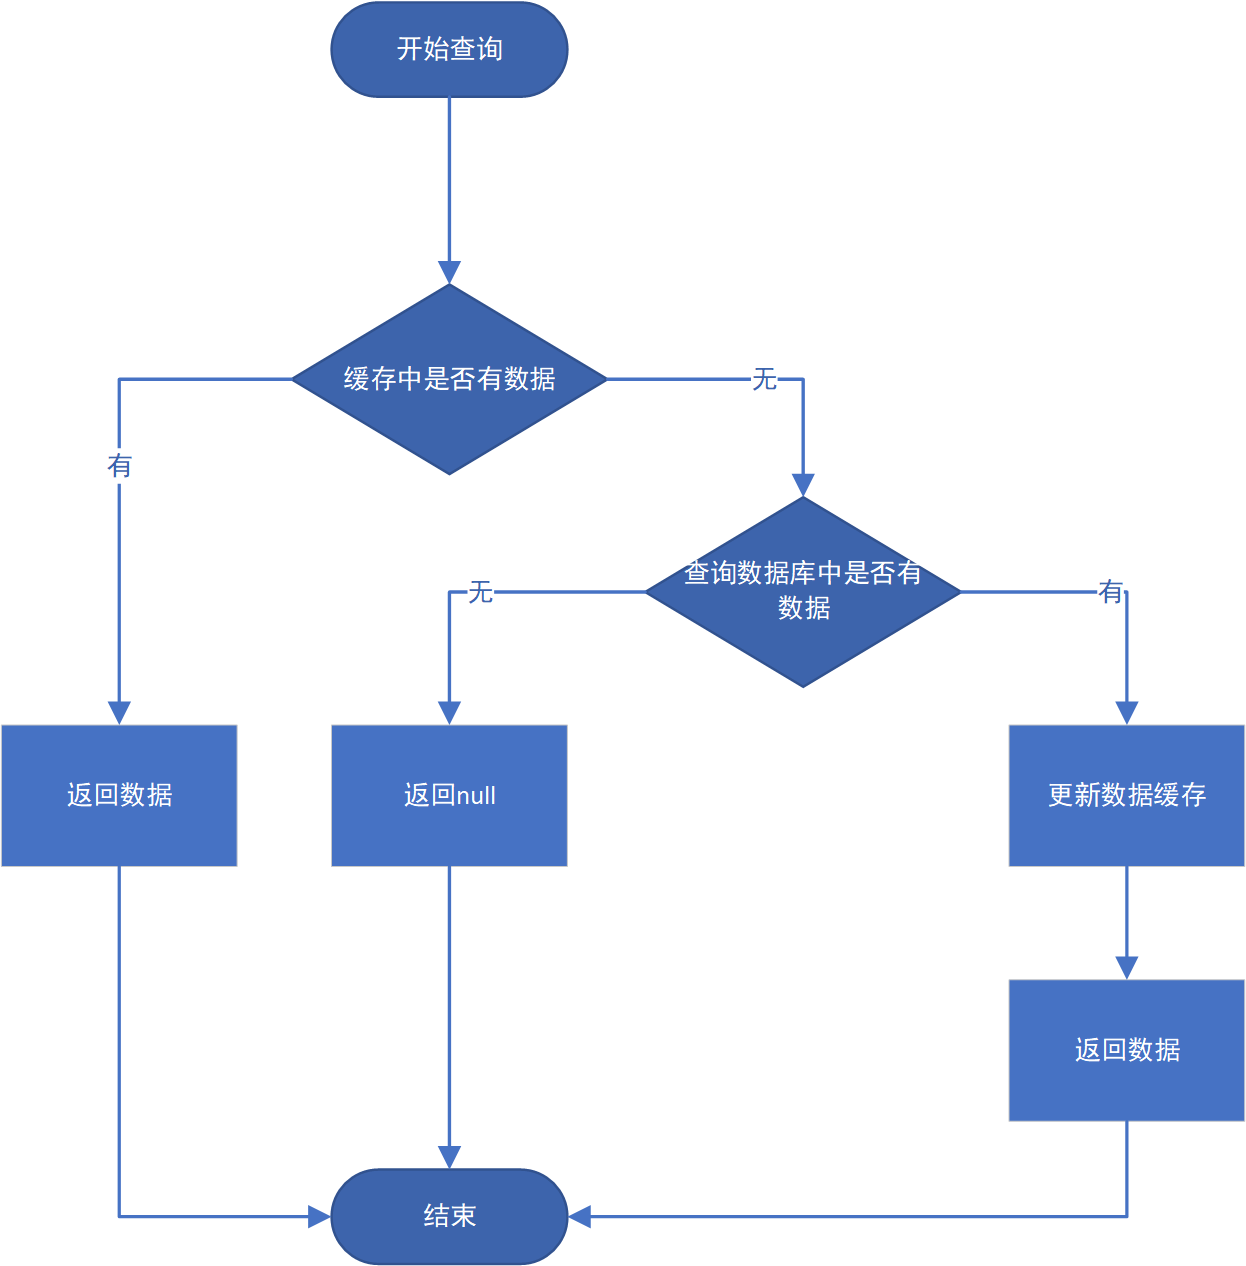 开始查询
缓存中是否有数据
无
有
查询数据库中是否有
数据
无
有
返回数据
返回null
更新数据缓存
返回数据
结束